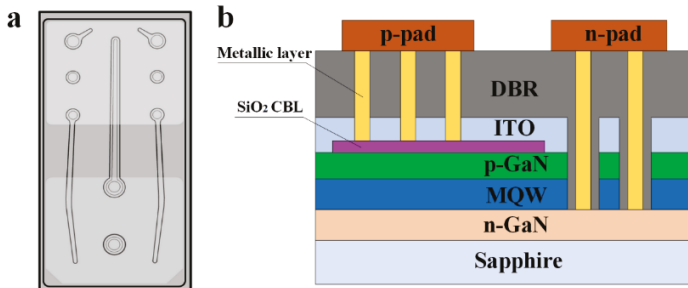 a
b
p-pad
n-pad
Metallic layer
DBR
SiO₂ CBL
ITO
p-GaN
MQW
n-GaN
Sapphire